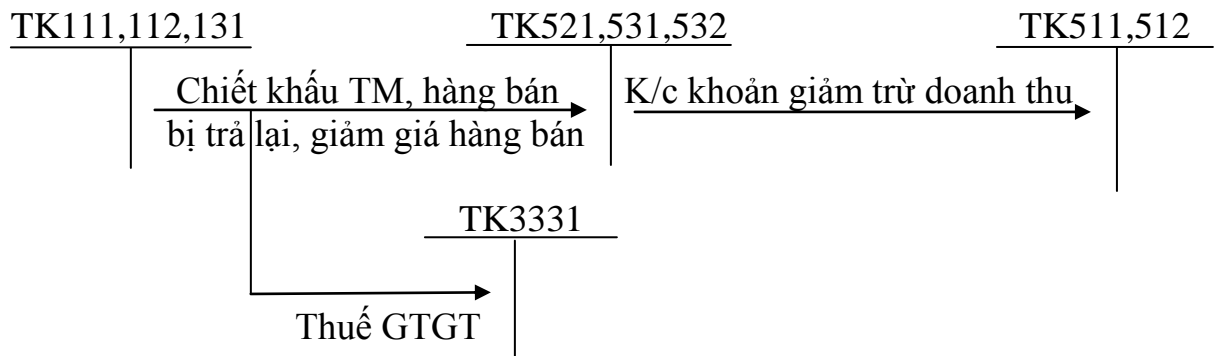 TK111,112,131
TK521,531,532
TK511,512
Chiết khấu TM, hàng bán
bị trả lại, giảm giá hàng bán
K/c khoản giảm trừ doanh thu
TK3331
Thuế GTGT